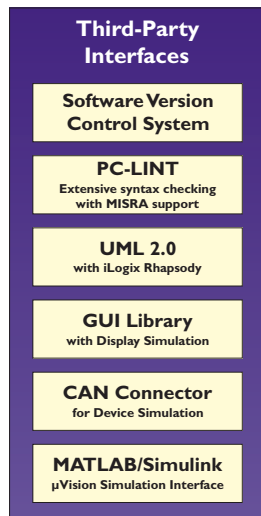 Third-Party
Interfaces
Software Version
Control System
PC-LINT
Extensive syntax checking
with MISRA support
UML 2.0
with iLogix Rhapsody
GUI Library
with Display Simulation
CAN Connector
for Device Simulation
MATLAB/Simulink
µVision Simulation Interface